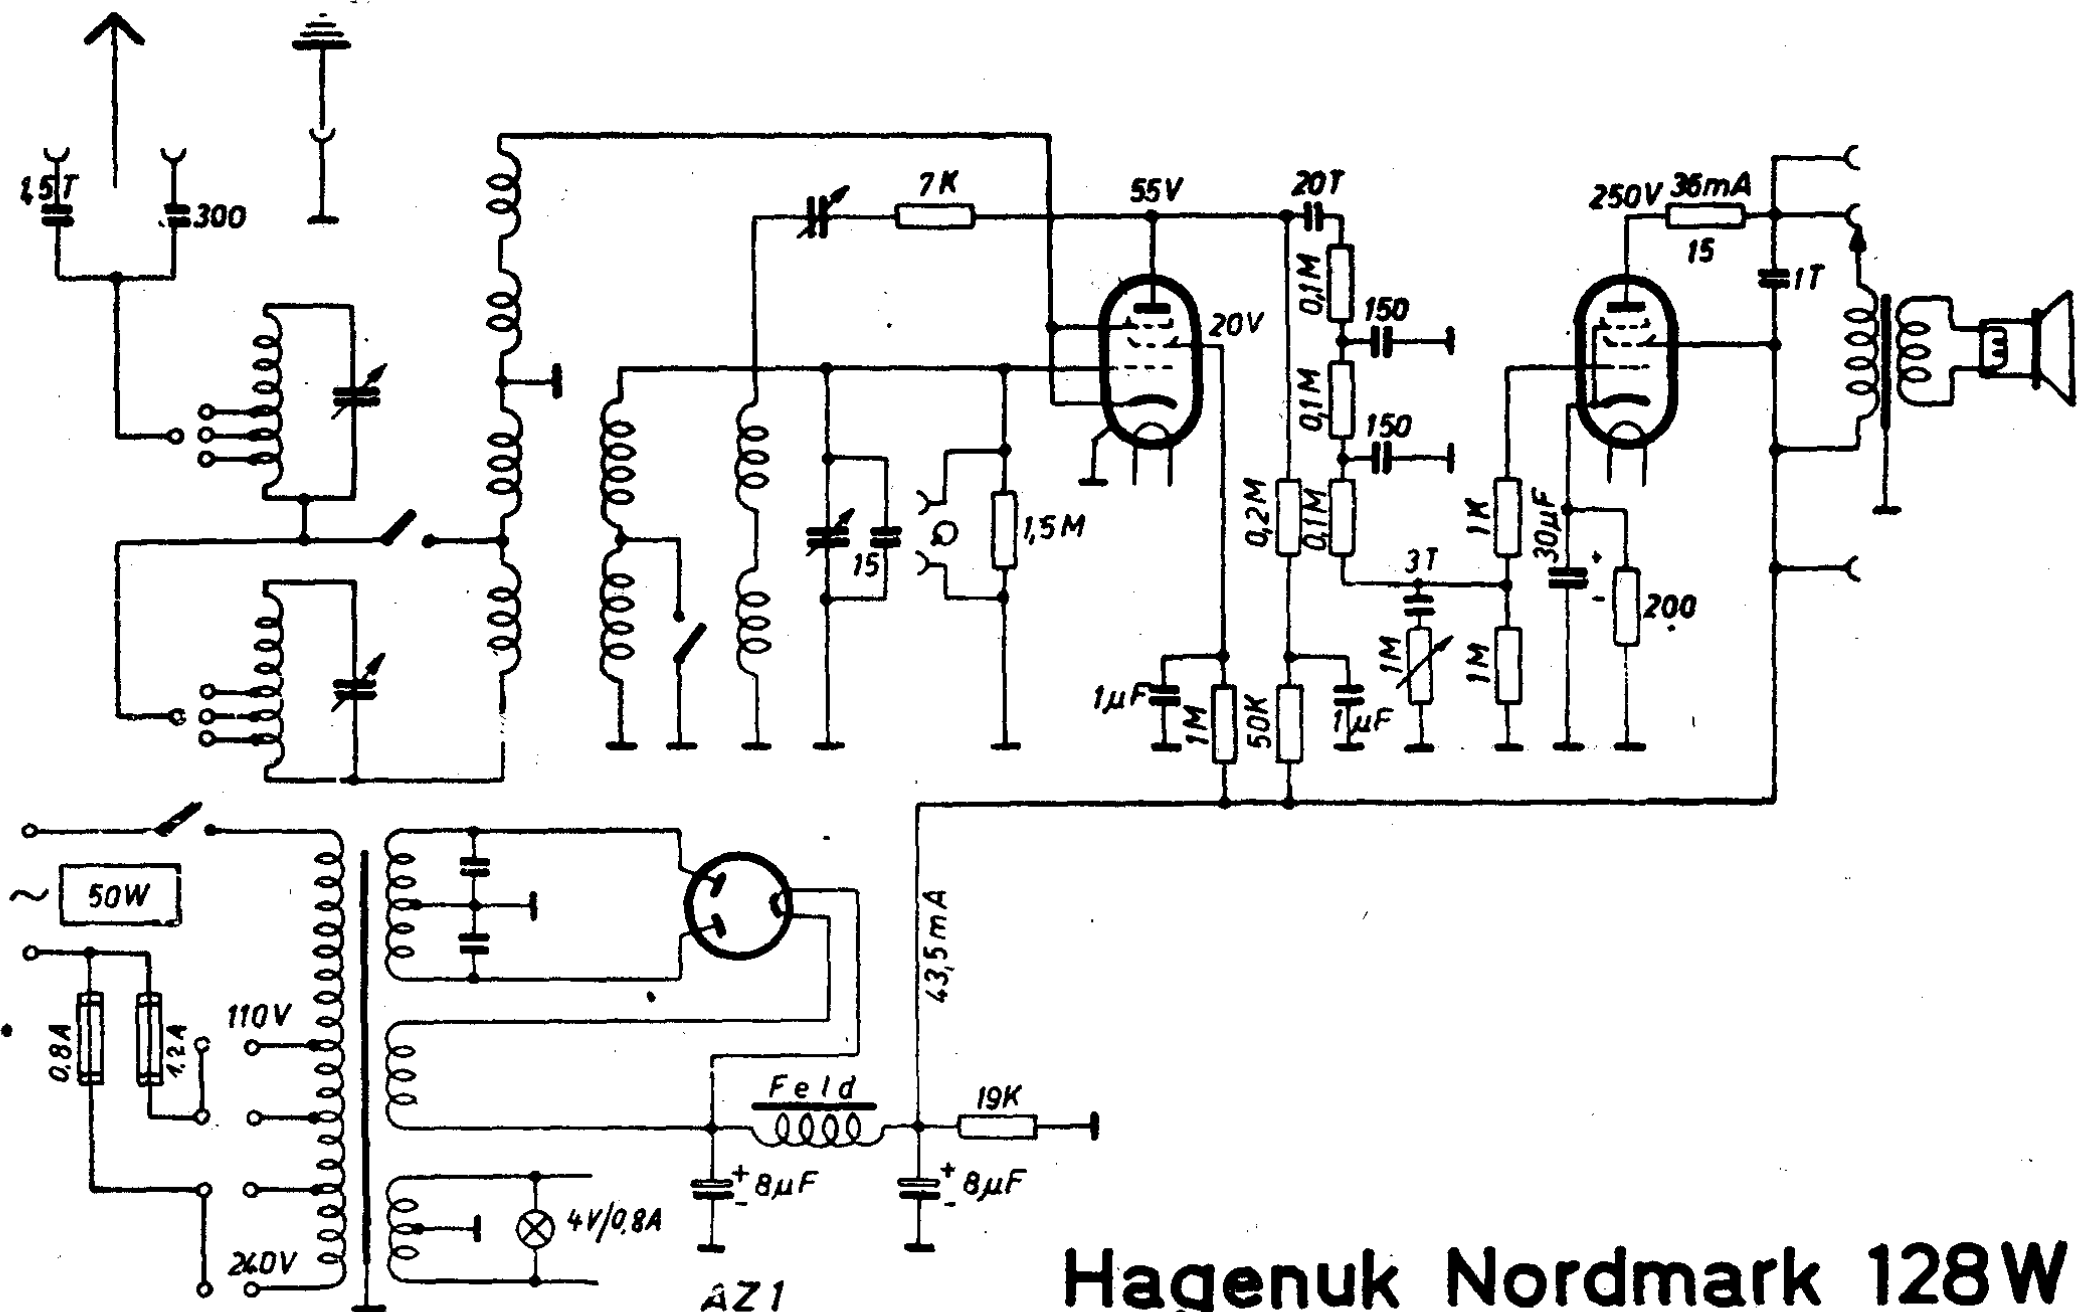 1,5T
300
7K
55V
20T
250V
36mA
15
1T
0,1M
150
20V
0,1M
150
0,2M
0,1M
1K
30µF
+
-
15
1,5M
3T
200
1M
1M
1µF
1M
50K
1µF
~
50W
43,5mA
0,8A
1,2A
110V
Feld
19K
+
-
8µF
+
-
8µF
4V/0,8A
240V
AZ1
Hagenuk Nordmark 128W